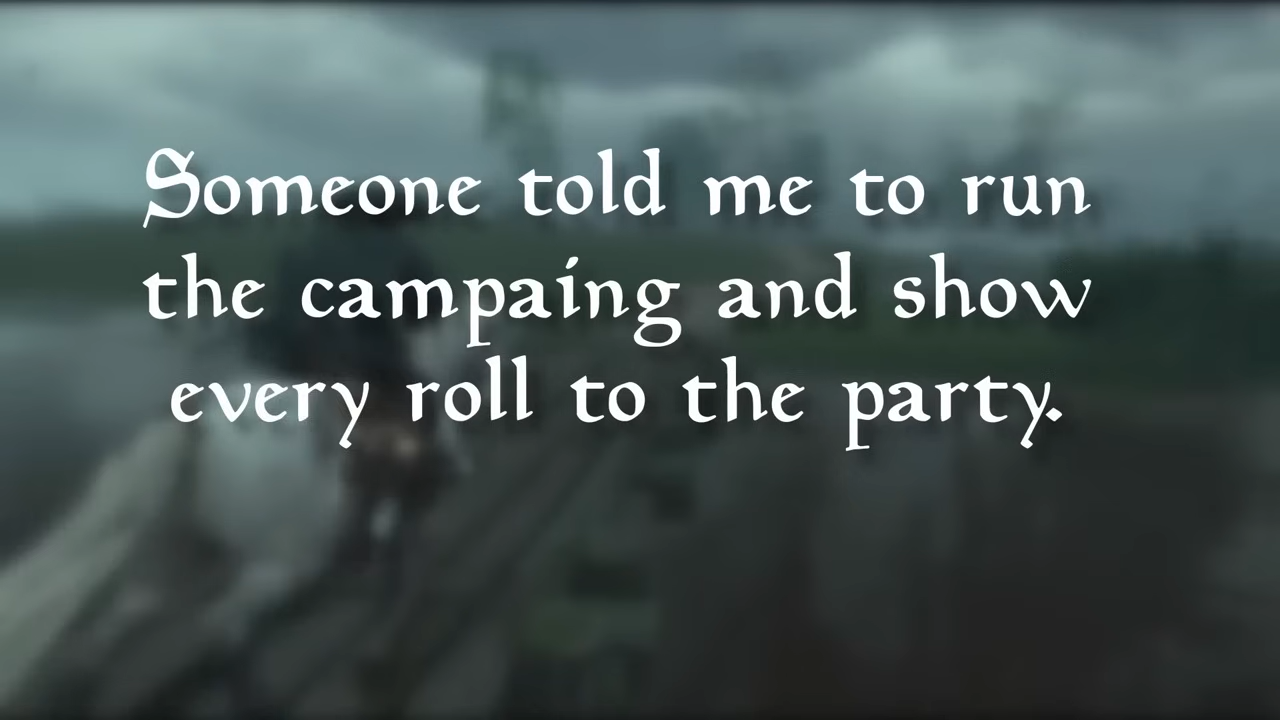 Someone told me to run
the campaing and show
every roll to the party.